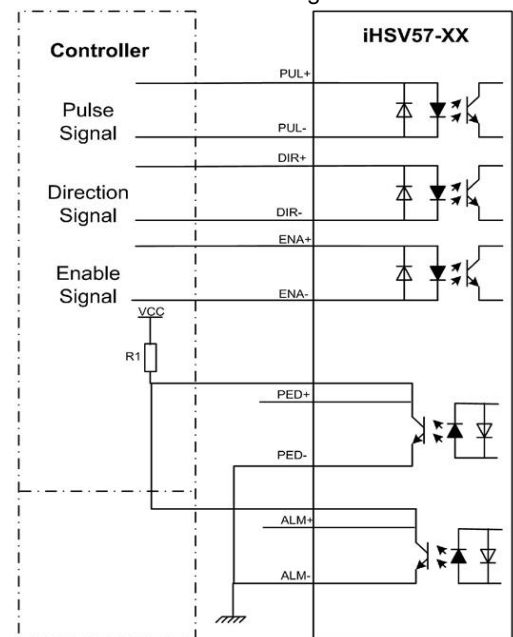 Controller
iHSV57-XX
PUL+
Pulse
Signal
PUL-
DIR+
Direction
Signal
DIR-
ENA+
Enable
Signal
ENA-
VCC
R1
PED+
PED-
ALM+
ALM-